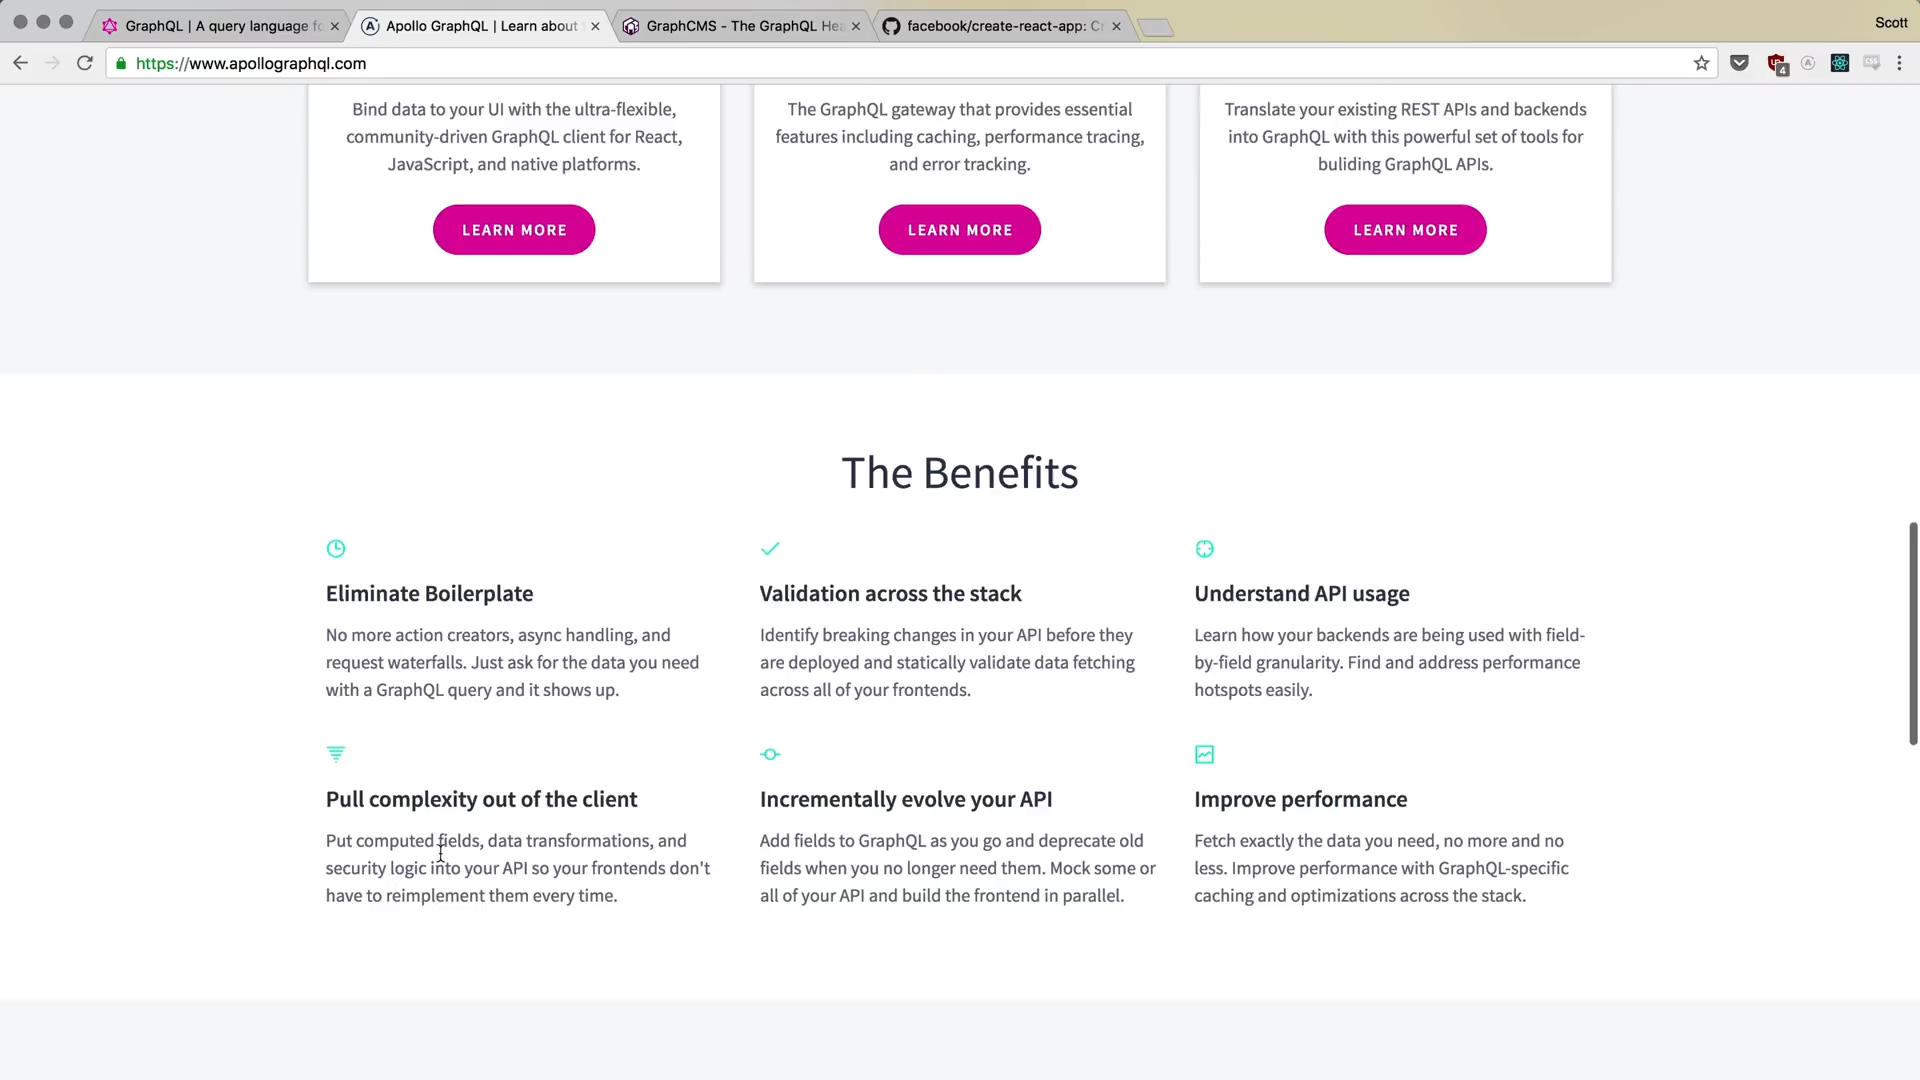 GraphQL | A query language fo
Apollo GraphQL | Learn about
GraphCMS - The GraphQL Hea
facebook/create-react-app: Cr
Scott
https://www.apollographql.com
4
Bind data to your UI with the ultra-flexible,
community-driven GraphQL client for React,
JavaScript, and native platforms.
LEARN MORE
The GraphQL gateway that provides essential
features including caching, performance tracing,
and error tracking.
LEARN MORE
Translate your existing REST APIs and backends
into GraphQL with this powerful set of tools for
buliding GraphQL APIs.
LEARN MORE
The Benefits
Eliminate Boilerplate
No more action creators, async handling, and
request waterfalls. Just ask for the data you need
with a GraphQL query and it shows up.
Validation across the stack
Identify breaking changes in your API before they
are deployed and statically validate data fetching
across all of your frontends.
Understand API usage
Learn how your backends are being used with field-
by-field granularity. Find and address performance
hotspots easily.
Pull complexity out of the client
Put computed fields, data transformations, and
security logic into your API so your frontends don't
have to reimplement them every time.
Incrementally evolve your API
Add fields to GraphQL as you go and deprecate old
fields when you no longer need them. Mock some or
all of your API and build the frontend in parallel.
Improve performance
Fetch exactly the data you need, no more and no
less. Improve performance with GraphQL-specific
caching and optimizations across the stack.